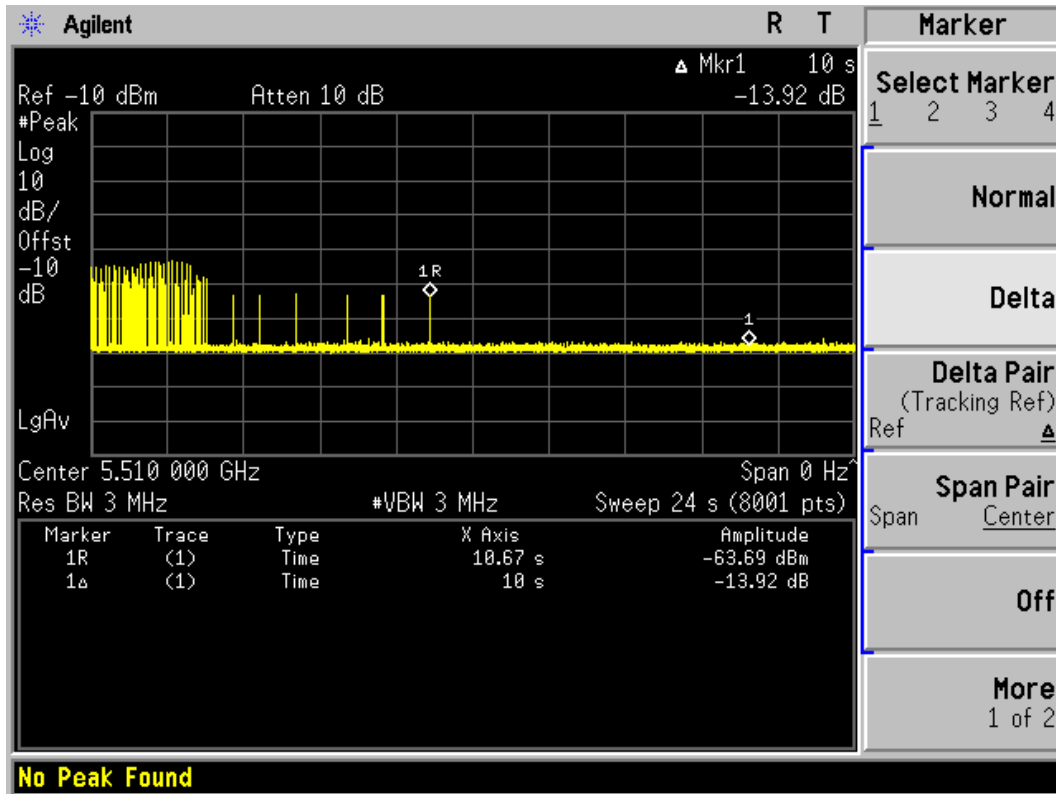 Agilent R T
Marker
▵ Mkr1 10 s
Ref -10 dBm Atten 10 dB -13.92 dB
#Peak
Log
10
dB/
Offst
-10
dB
1R
1
LgAv
Center 5.510 000 GHz Span 0 Hz^
Res BW 3 MHz #VBW 3 MHz Sweep 24 s (8001 pts)
Marker Trace Type X Axis Amplitude
1R (1) Time 10.67 s -63.69 dBm
1▵ (1) Time 10 s -13.92 dB
No Peak Found
Select Marker
1 2 3 4
Normal
Delta
Delta Pair
(Tracking Ref)
Ref ▵
Span Pair
Span Center
Off
More
1 of 2